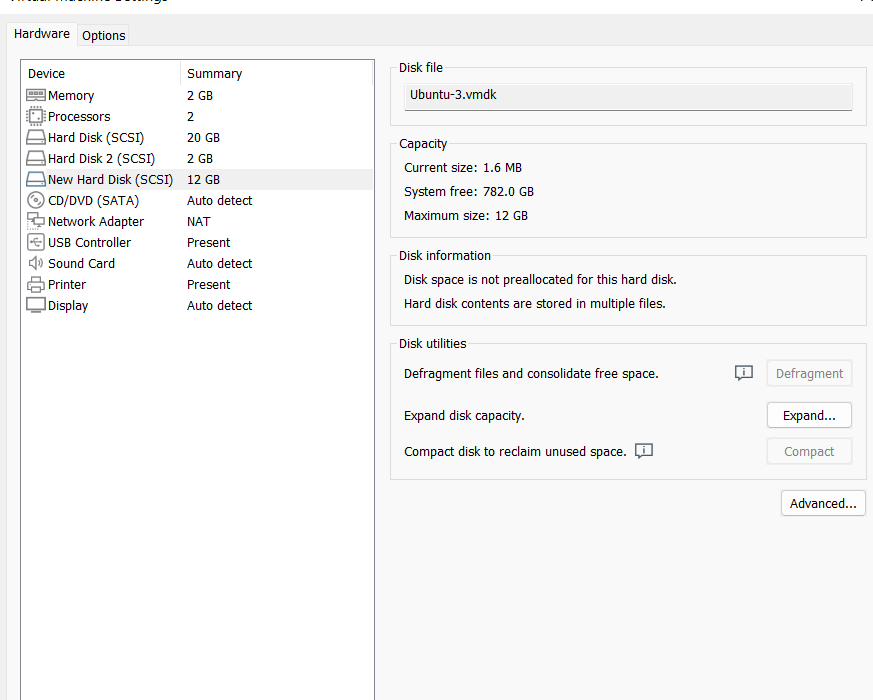 Hardware Options
Device Summary
Memory 2 GB
Processors 2
Hard Disk (SCSI) 20 GB
Hard Disk 2 (SCSI) 2 GB
New Hard Disk (SCSI) 12 GB
CD/DVD (SATA) Auto detect
Network Adapter NAT
USB Controller Present
Sound Card Auto detect
Printer Present
Display Auto detect
Disk file
Ubuntu-3.vmdk
Capacity
Current size: 1.6 MB
System free: 782.0 GB
Maximum size: 12 GB
Disk information
Disk space is not preallocated for this hard disk.
Hard disk contents are stored in multiple files.
Disk utilities
Defragment files and consolidate free space. Defragment
Expand disk capacity. Expand...
Compact disk to reclaim unused space. Compact
Advanced...